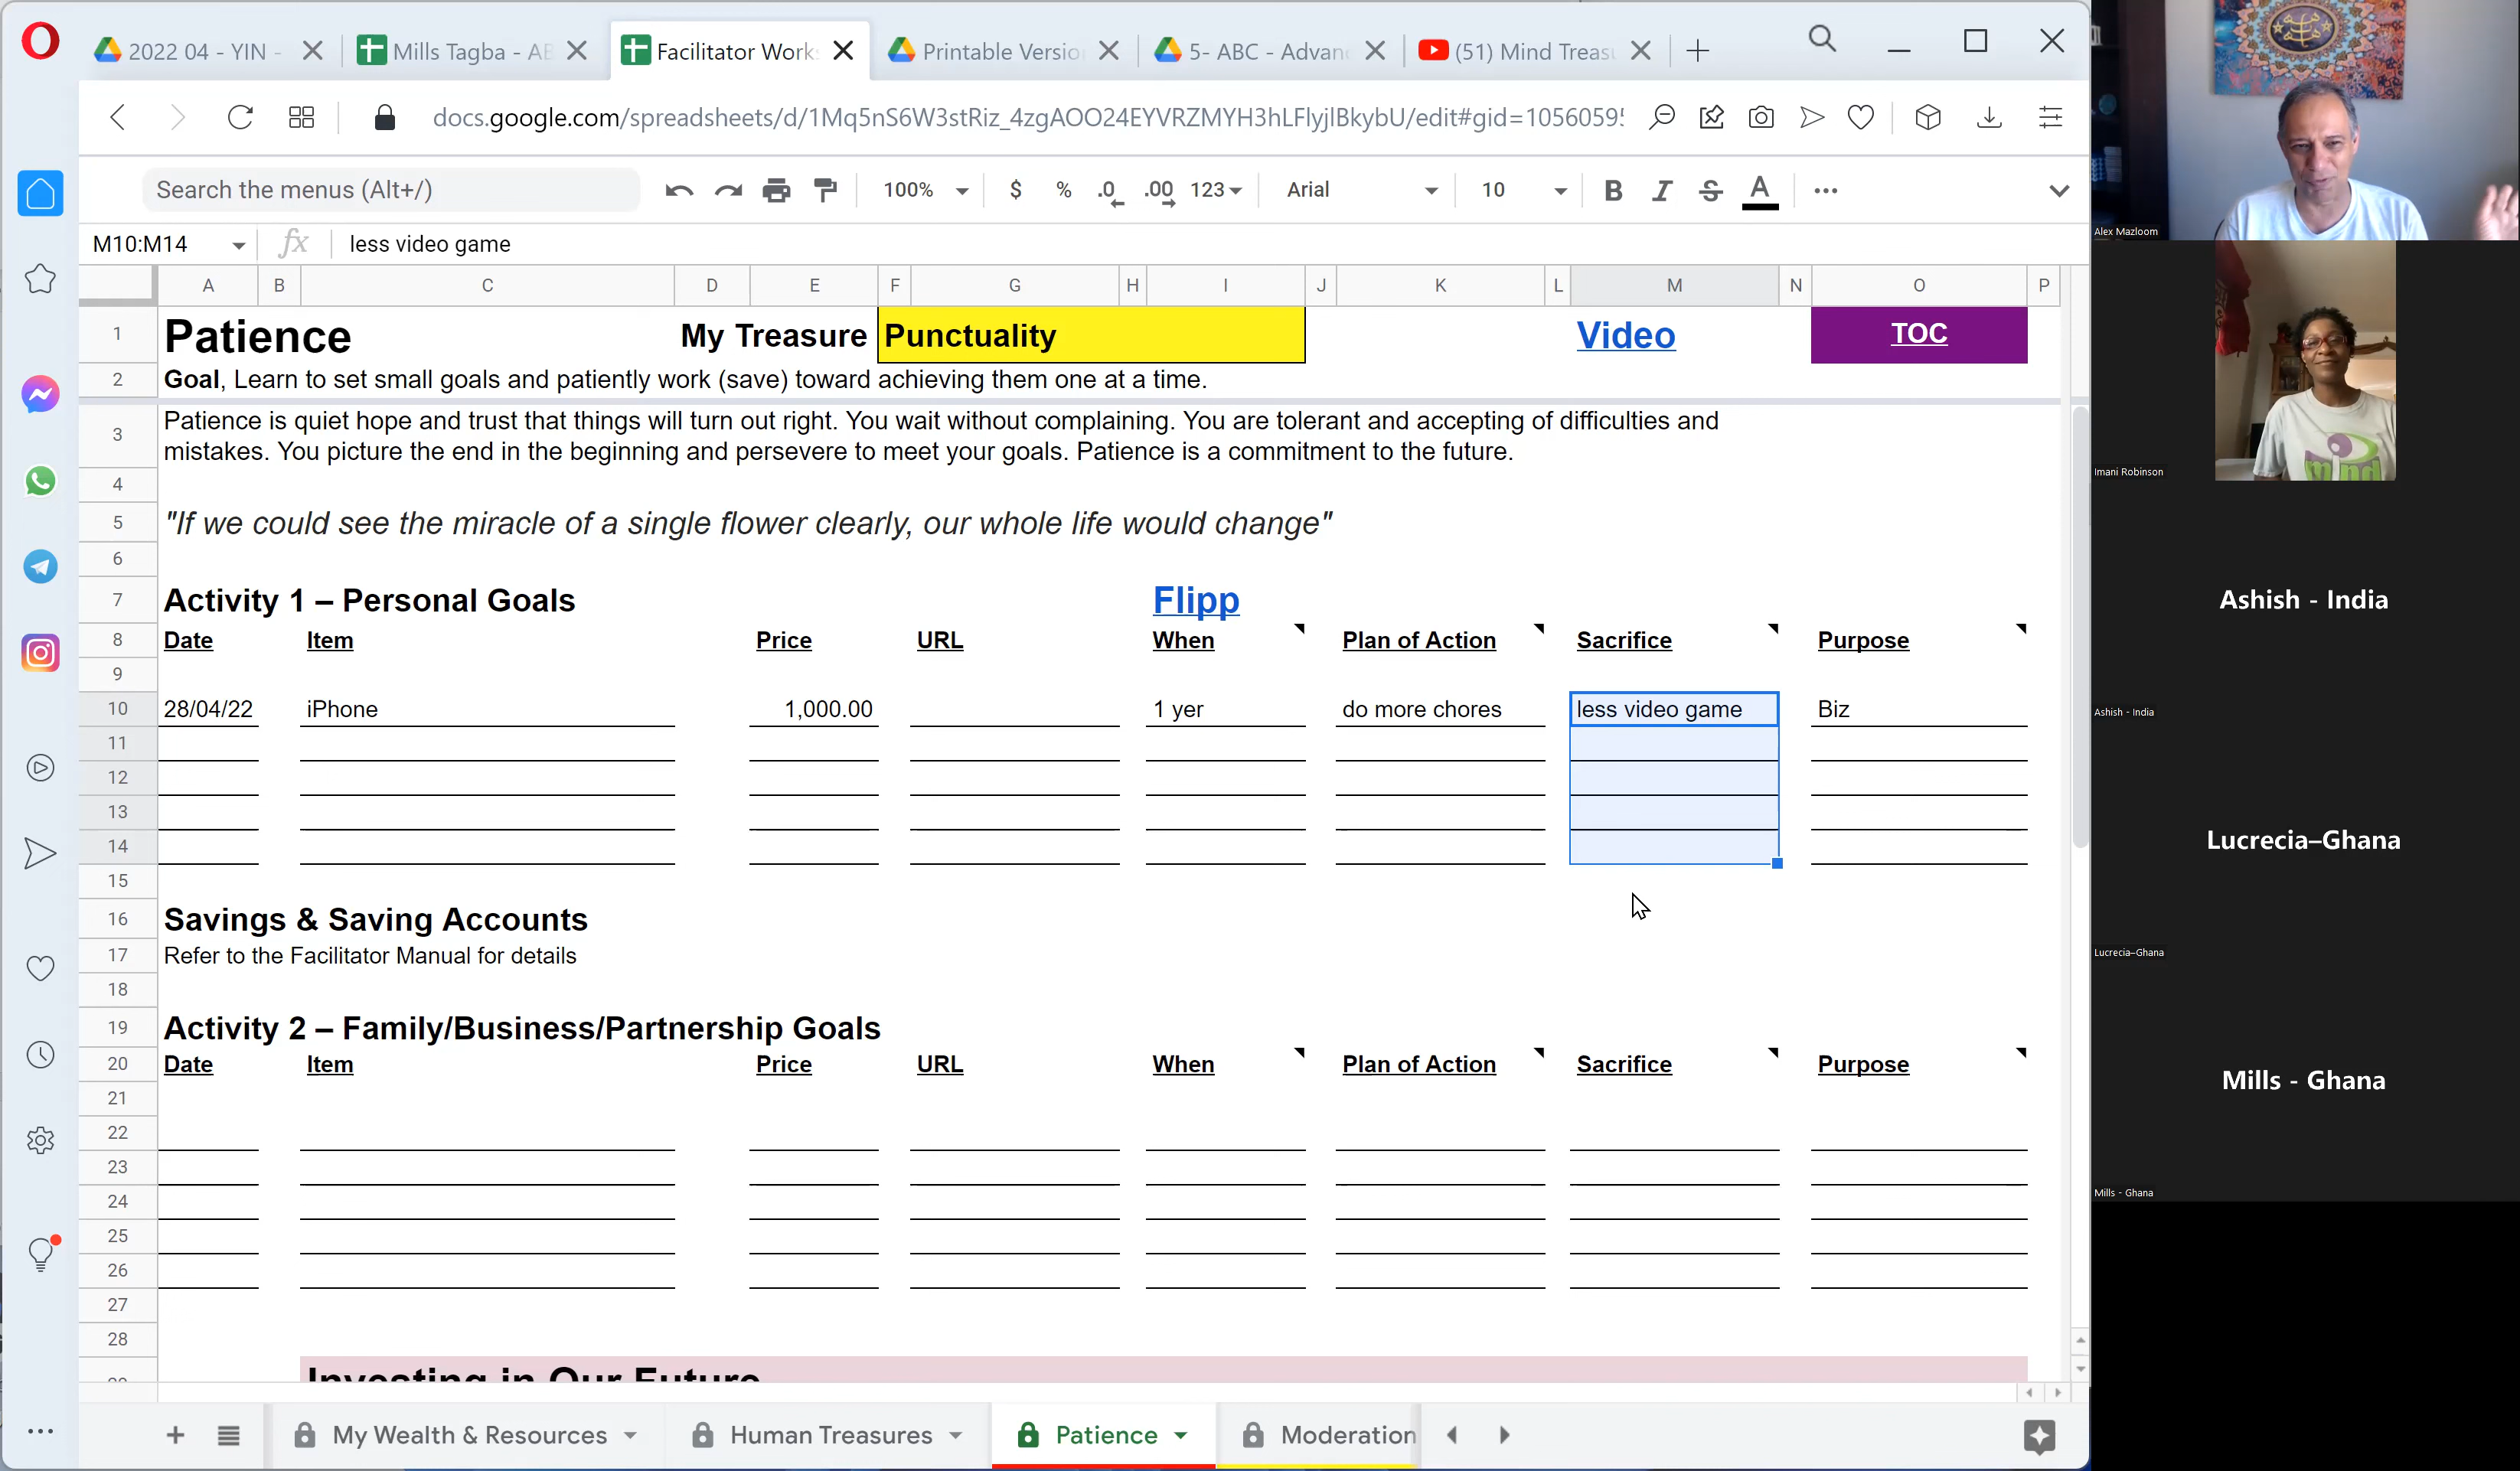 2022 04 - YIN -
Mills Tagba - AB
Facilitator Works
Printable Version
5- ABC - Advan
(51) Mind Treasu
docs.google.com/spreadsheets/d/1Mq5nS6W3stRiz_4zgAOO24EYVRZMYH3hLFlyjlBkybU/edit#gid=10560595
Search the menus (Alt+/)
100% $ % .0 .00 123 Arial 10 B I S A
M10:M14 fx less video game
A B C D E F G H I J K L M N O P
1 Patience My Treasure Punctuality Video TOC
2 Goal, Learn to set small goals and patiently work (save) toward achieving them one at a time.
3 Patience is quiet hope and trust that things will turn out right. You wait without complaining. You are tolerant and accepting of difficulties and
mistakes. You picture the end in the beginning and persevere to meet your goals. Patience is a commitment to the future.
4
5 "If we could see the miracle of a single flower clearly, our whole life would change"
6
7 Activity 1 – Personal Goals Flipp
8 Date Item Price URL When Plan of Action Sacrifice Purpose
9
10 28/04/22 iPhone 1,000.00 1 yer do more chores less video game Biz
11
12
13
14
15
16 Savings & Saving Accounts
17 Refer to the Facilitator Manual for details
18
19 Activity 2 – Family/Business/Partnership Goals
20 Date Item Price URL When Plan of Action Sacrifice Purpose
21
22
23
24
25
26
27
28
Investing in Our Future
My Wealth & Resources
Human Treasures
Patience
Moderation
Alex Mazloom
mind
Imani Robinson
Ashish - India
Ashish - India
Lucrecia–Ghana
Lucrecia–Ghana
Mills - Ghana
Mills - Ghana